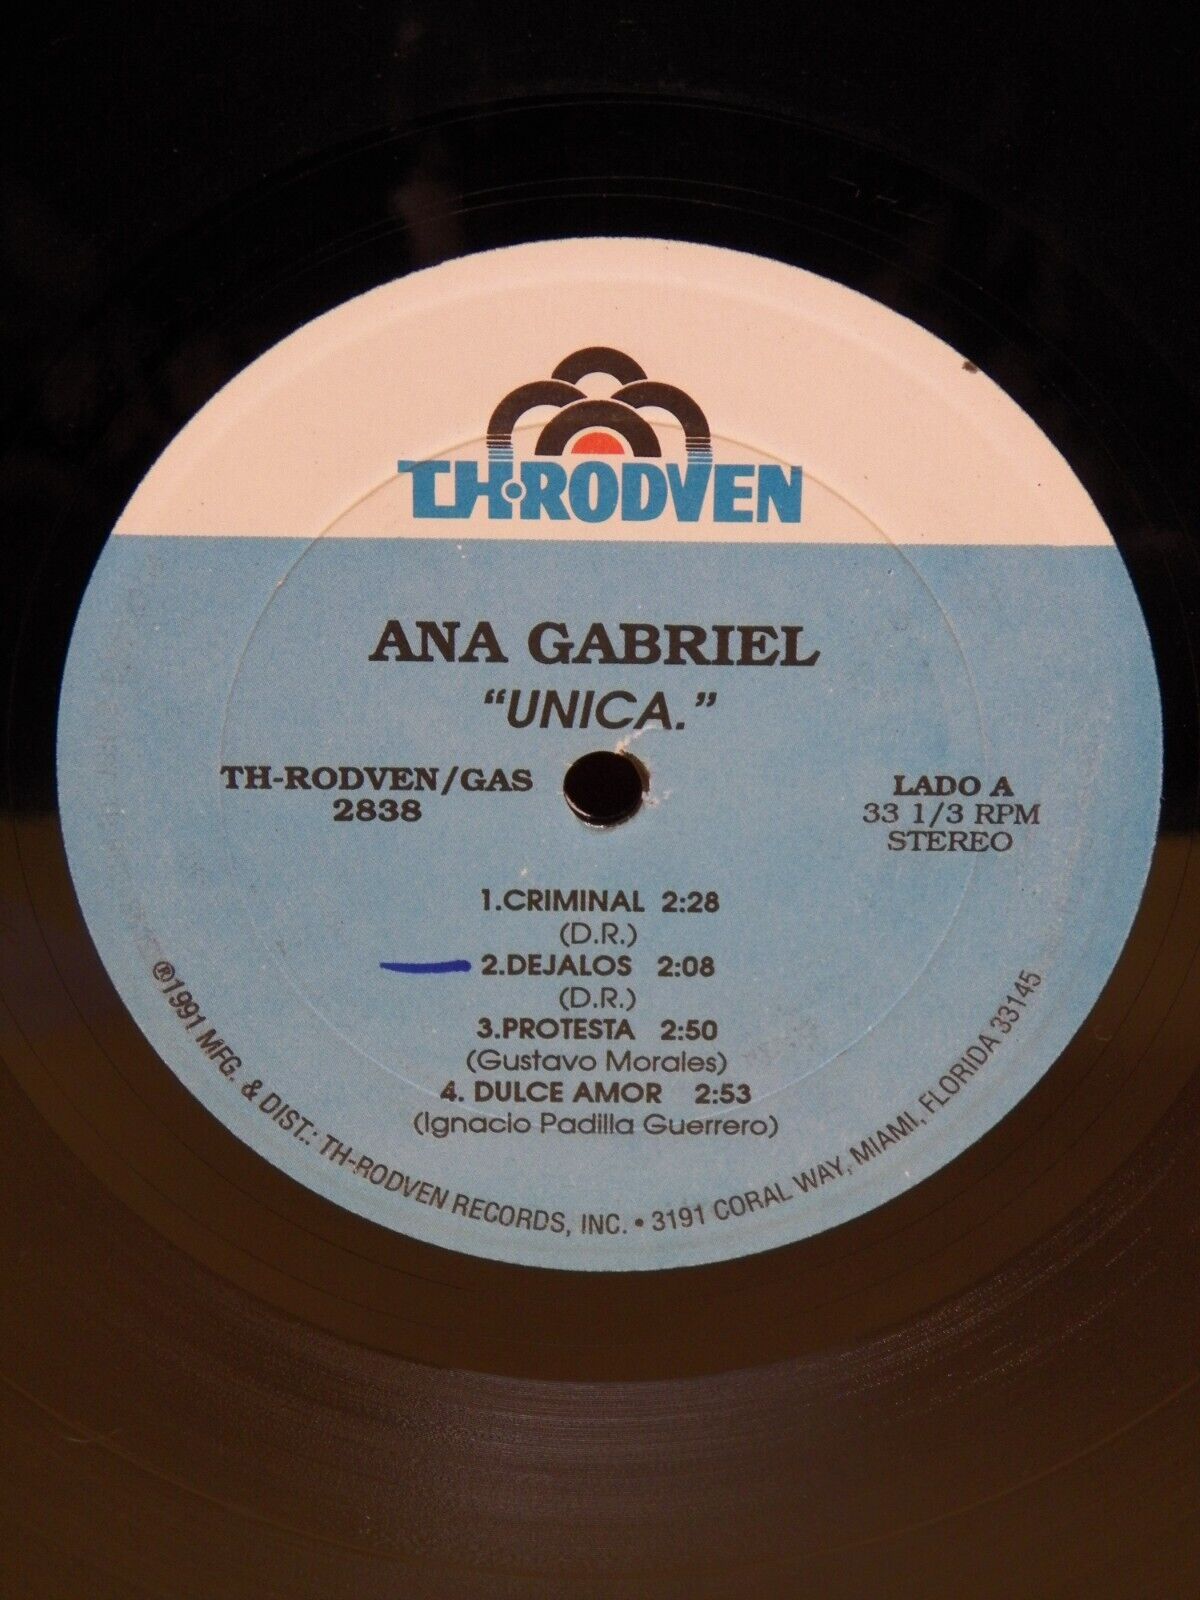 TH·RODVEN
ANA GABRIEL
“UNICA.”
TH-RODVEN/GAS
2838
LADO A
33 1/3 RPM
STEREO
1.CRIMINAL 2:28
(D.R.)
2.DEJALOS 2:08
(D.R.)
3.PROTESTA 2:50
(Gustavo Morales)
4. DULCE AMOR 2:53
(Ignacio Padilla Guerrero)
®1991 MFG. & DIST.: TH-RODVEN RECORDS, INC. • 3191 CORAL WAY, MIAMI, FLORIDA 33145